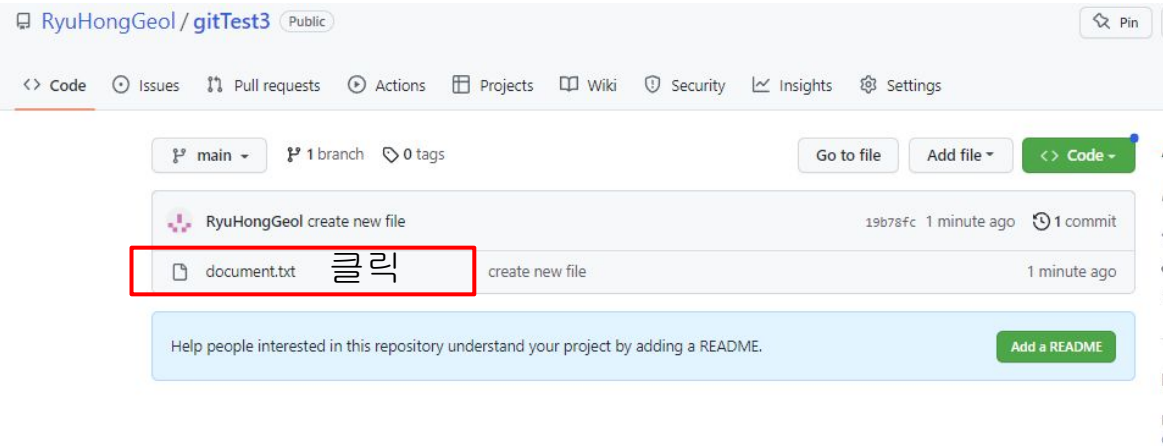 RyuHongGeol / gitTest3 Public Pin
<> Code Issues Pull requests Actions Projects Wiki Security Insights Settings
main 1 branch 0 tags Go to file Add file <> Code
RyuHongGeol create new file 19b78fc 1 minute ago 1 commit
document.txt 클릭 create new file 1 minute ago
Help people interested in this repository understand your project by adding a README. Add a README